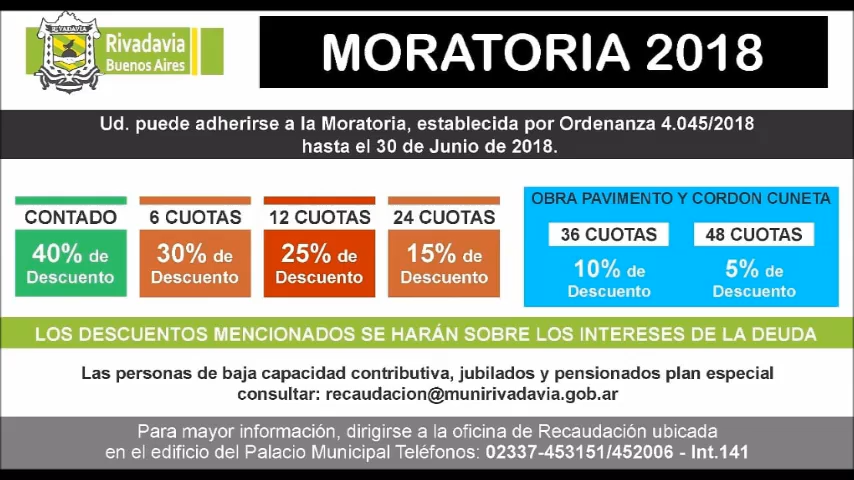 RIVADAVIA
Rivadavia
Buenos Aires
MORATORIA 2018
Ud. puede adherirse a la Moratoria, establecida por Ordenanza 4.045/2018
hasta el 30 de Junio de 2018.
CONTADO
40% de
Descuento
6 CUOTAS
30% de
Descuento
12 CUOTAS
25% de
Descuento
24 CUOTAS
15% de
Descuento
OBRA PAVIMENTO Y CORDON CUNETA
36 CUOTAS
10% de
Descuento
48 CUOTAS
5% de
Descuento
LOS DESCUENTOS MENCIONADOS SE HARÁN SOBRE LOS INTERESES DE LA DEUDA
Las personas de baja capacidad contributiva, jubilados y pensionados plan especial
consultar: recaudacion@munirivadavia.gob.ar
Para mayor información, dirigirse a la oficina de Recaudación ubicada
en el edificio del Palacio Municipal Teléfonos: 02337-453151/452006 - Int.141